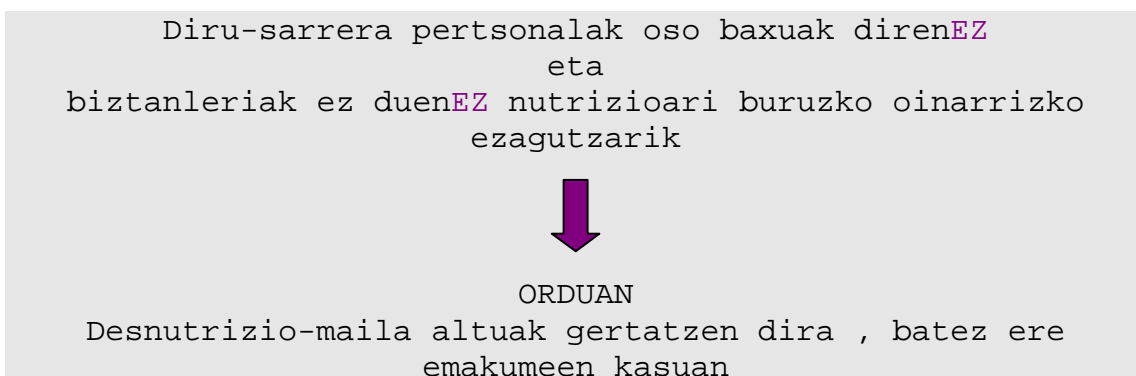 Diru-sarrera pertsonalak oso baxuak direnEZ
eta
biztanleriak ez duenEZ nutrizioari buruzko oinarrizko
ezagutzarik
ORDUAN
Desnutrizio-maila altuak gertatzen dira , batez ere
emakumeen kasuan